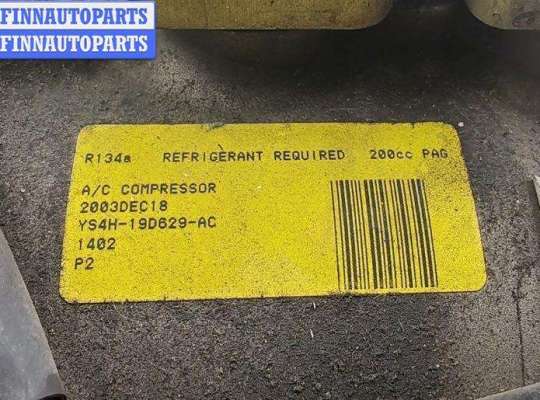 FINNAUTOPARTS
FINNAUTOPARTS
R134a REFRIGERANT REQUIRED 200cc PAG
A/C COMPRESSOR
2003DEC18
YS4H-19D629-AC
1402
P2